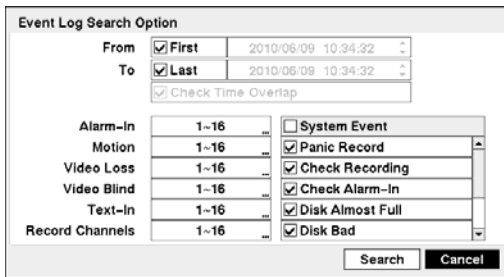 Event Log Search Option
From First 2010/06/09 10:34:32
To Last 2010/06/09 10:34:32
Check Time Overlap
Alarm-In 1~16 ... System Event
Motion 1~16 ... Panic Record
Video Loss 1~16 ... Check Recording
Video Blind 1~16 ... Check Alarm-In
Text-In 1~16 ... Disk Almost Full
Record Channels 1~16 ... Disk Bad
Search Cancel